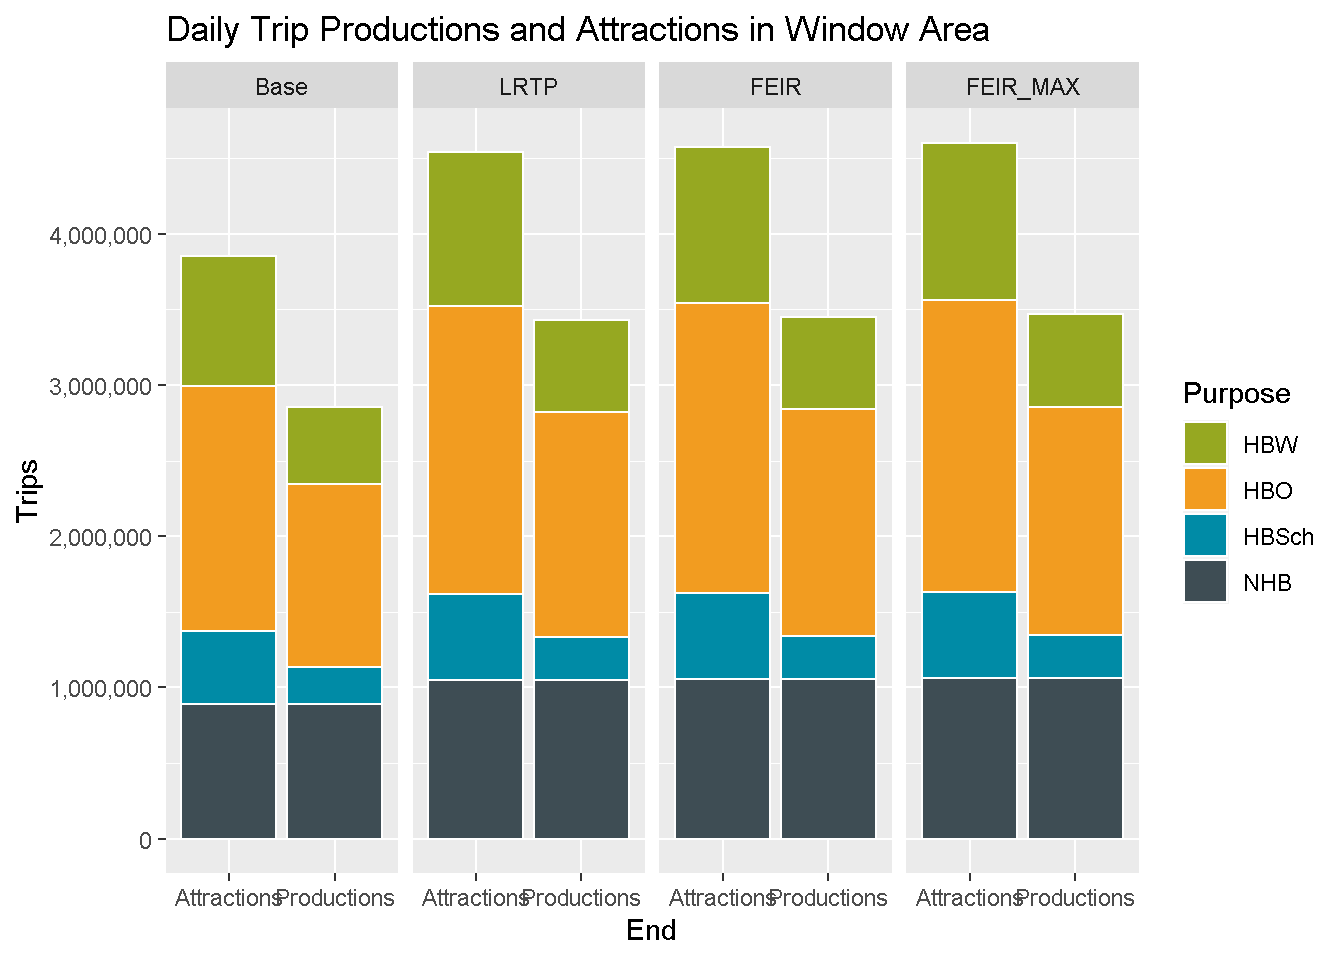 Daily Trip Productions and Attractions in Window Area
Base
LRTP
FEIR
FEIR_MAX
4,000,000
3,000,000
2,000,000
1,000,000
0
Trips
Attractions
Productions
Attractions
Productions
Attractions
Productions
Attractions
Productions
End
Purpose
HBW
HBO
HBSch
NHB